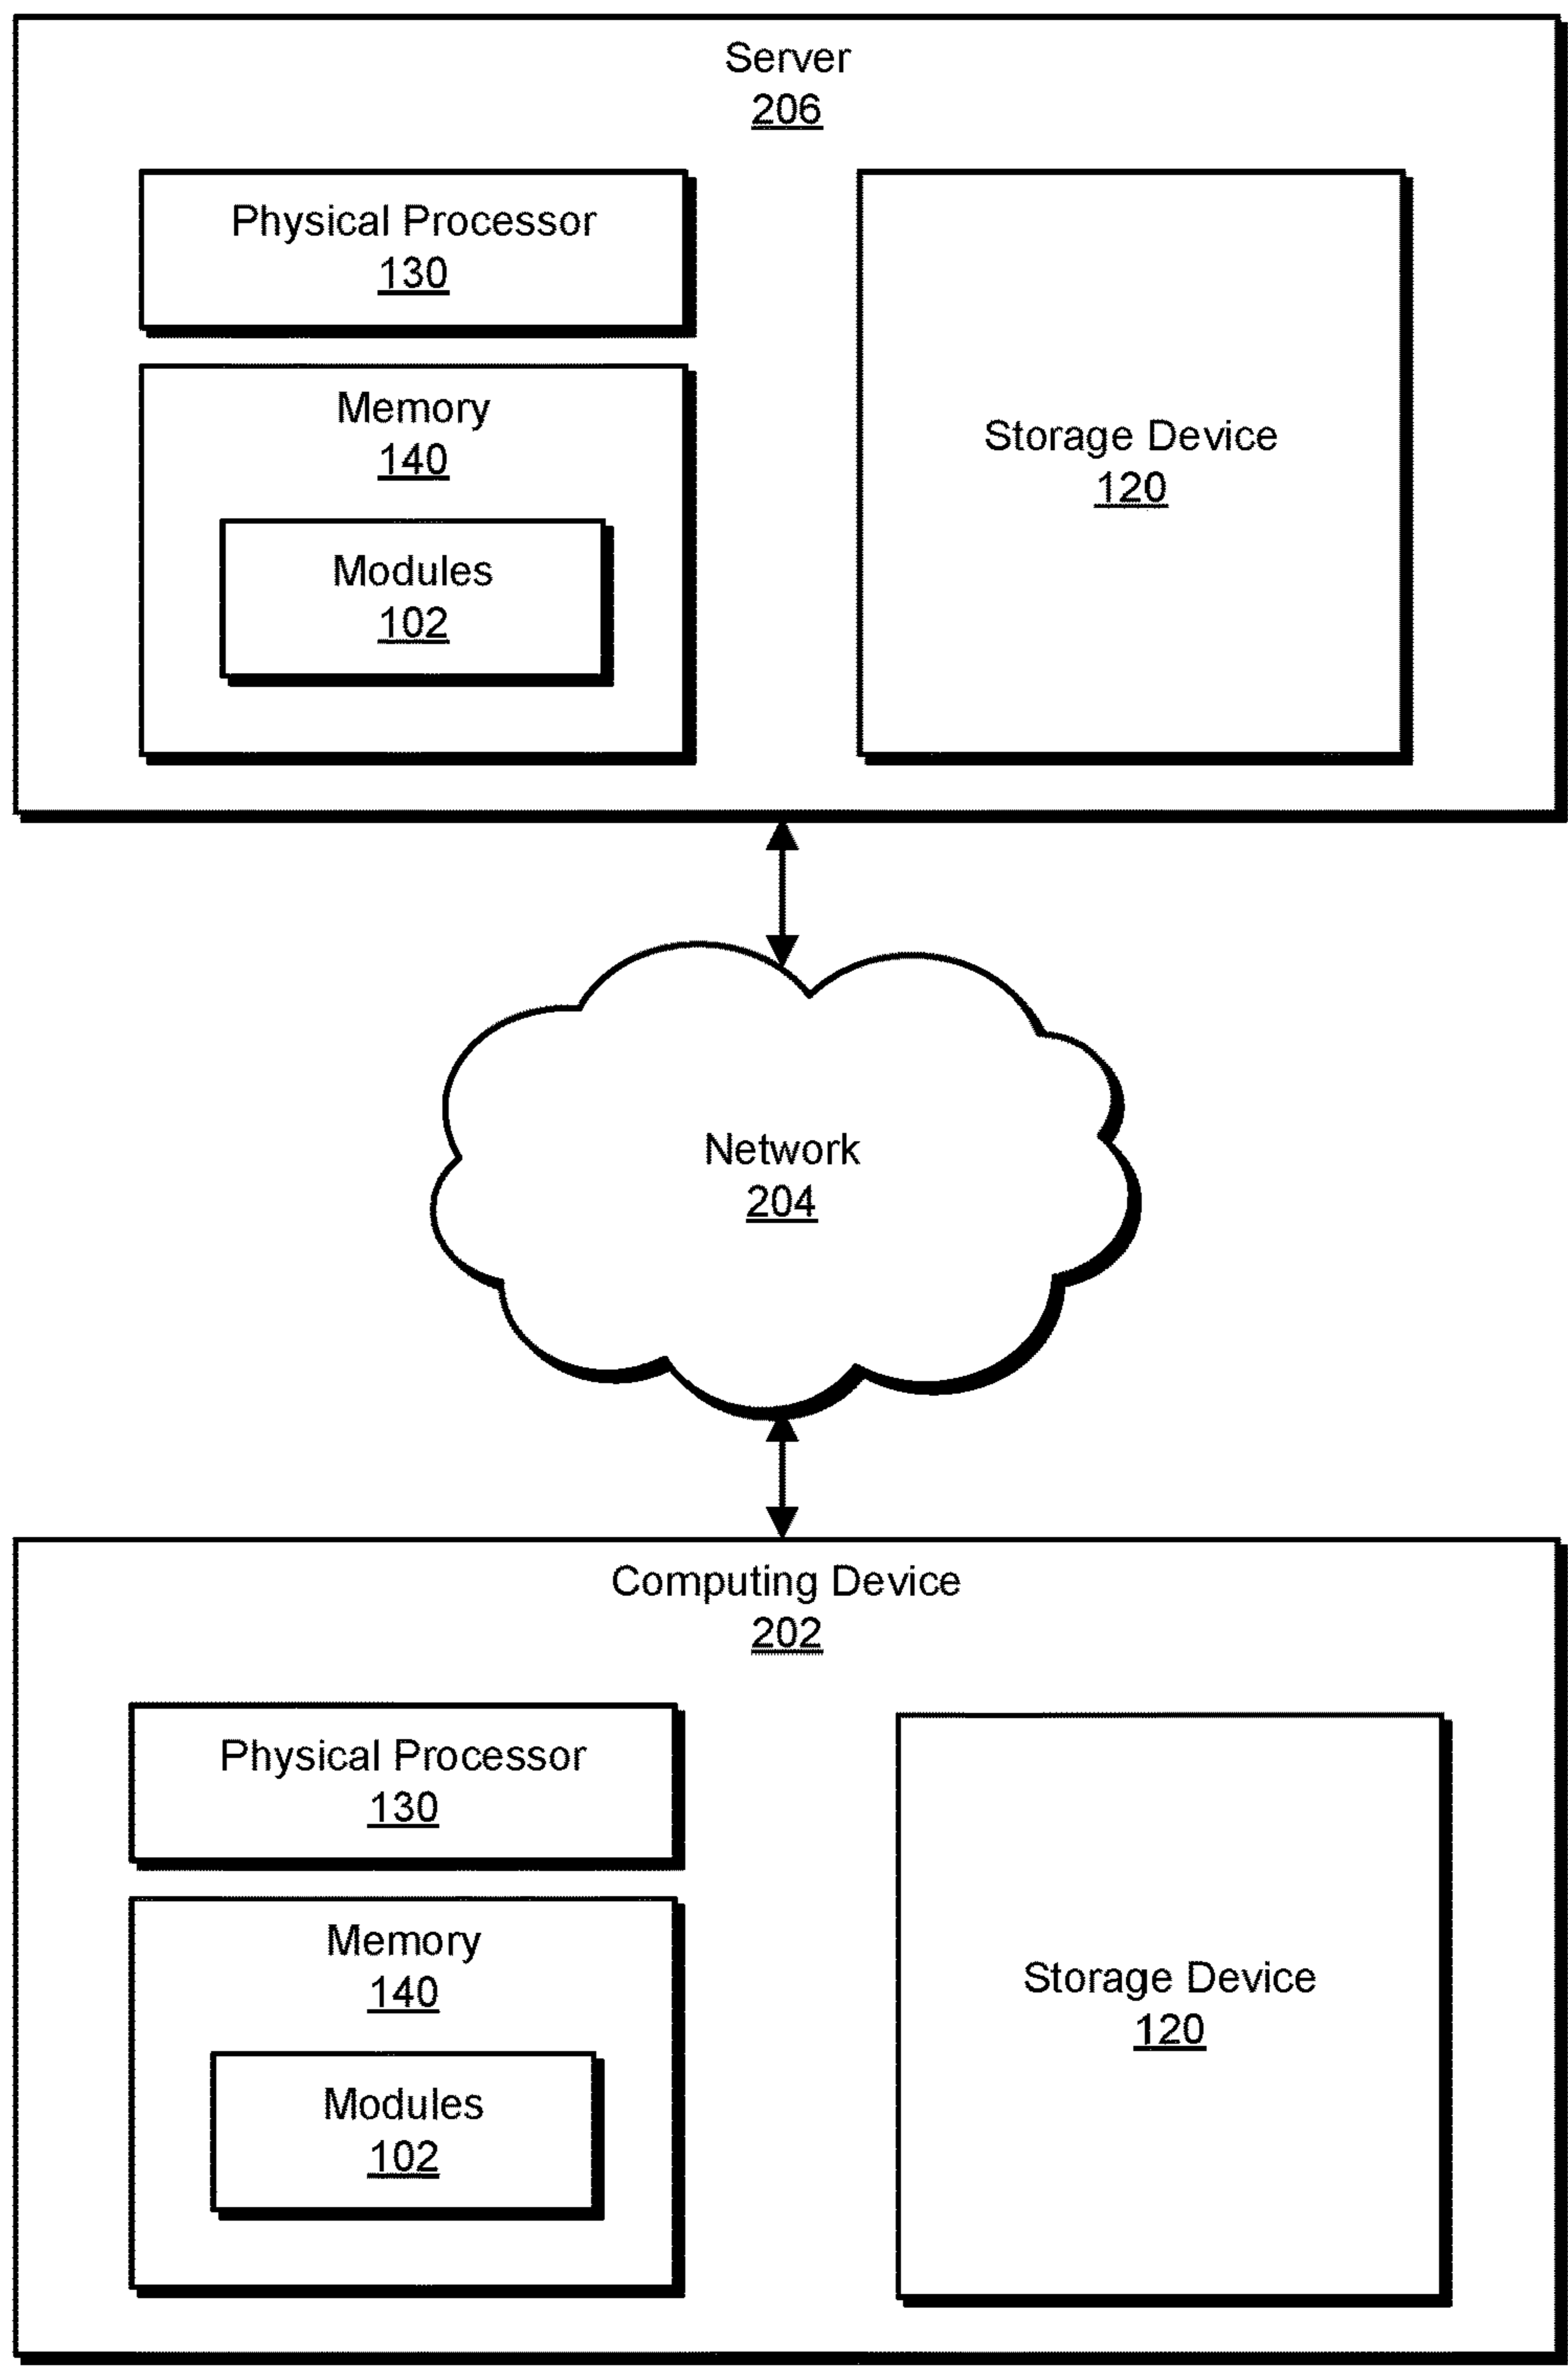 Server
206
Physical Processor
130
Memory
140
Modules
102
Storage Device
120
Network
204
Computing Device
202
Physical Processor
130
Memory
140
Modules
102
Storage Device
120